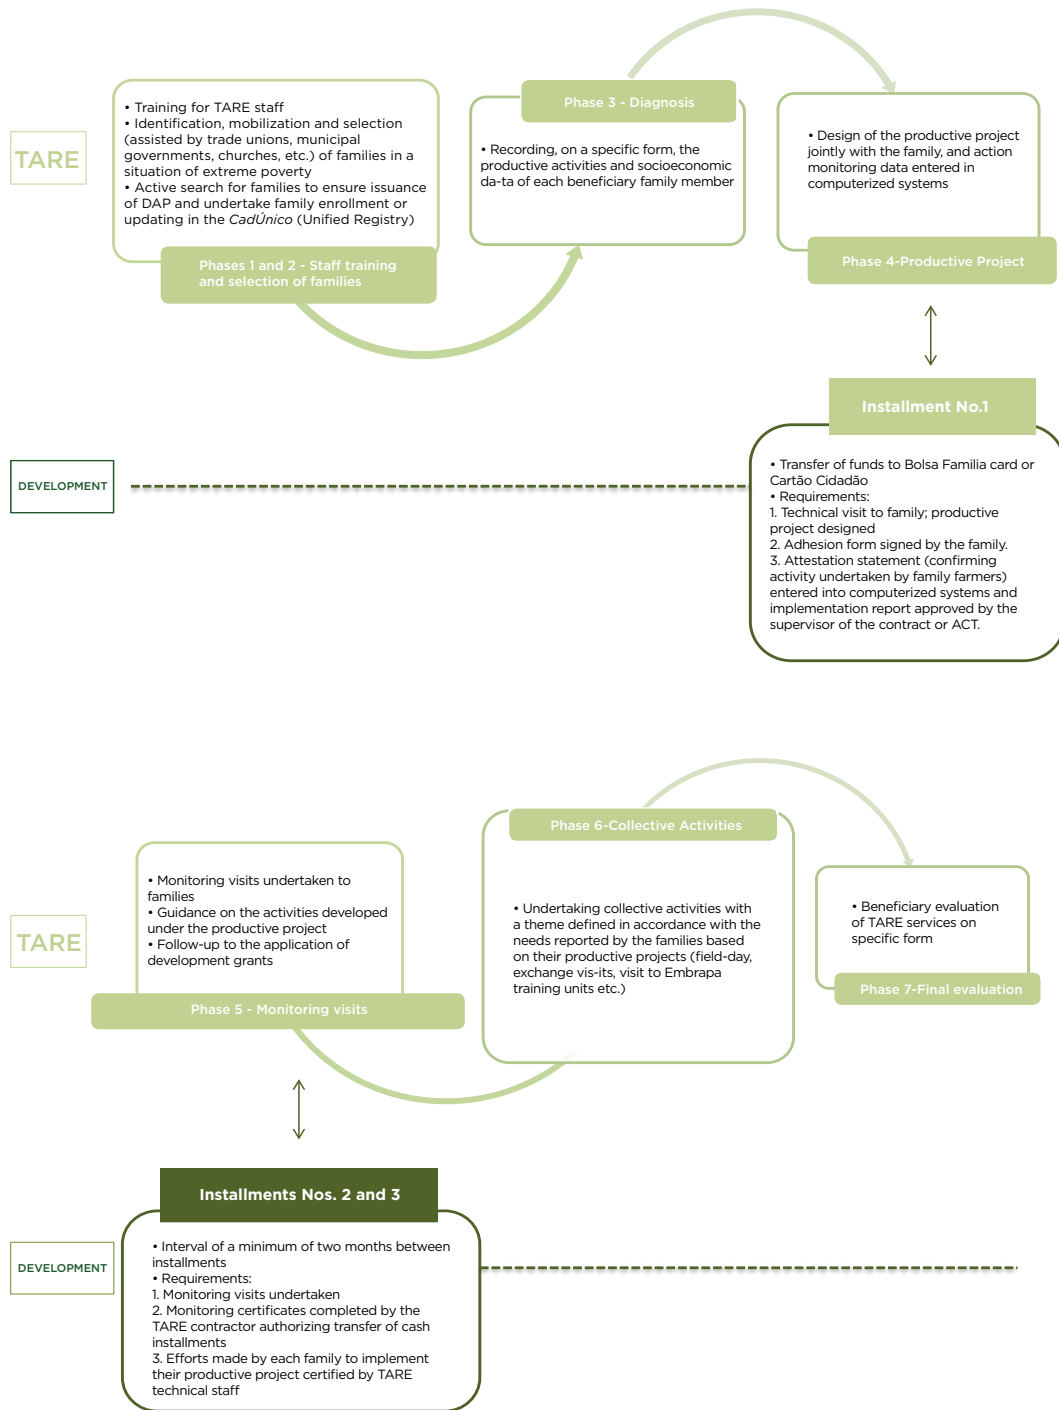 TARE
• Training for TARE staff
• Identification, mobilization and selection
(assisted by trade unions, municipal
governments, churches, etc.) of families in a
situation of extreme poverty
• Active search for families to ensure issuance
of DAP and undertake family enrollment or
updating in the CadÚnico (Unified Registry)
Phases 1 and 2 - Staff training
and selection of families
Phase 3 - Diagnosis
• Recording, on a specific form, the
productive activities and socioeconomic
da-ta of each beneficiary family member
• Design of the productive project
jointly with the family, and action
monitoring data entered in
computerized systems
Phase 4-Productive Project
DEVELOPMENT
Installment No.1
• Transfer of funds to Bolsa Familia card or
Cartão Cidadão
• Requirements:
1. Technical visit to family; productive
project designed
2. Adhesion form signed by the family.
3. Attestation statement (confirming
activity undertaken by family farmers)
entered into computerized systems and
implementation report approved by the
supervisor of the contract or ACT.
TARE
• Monitoring visits undertaken to
families
• Guidance on the activities developed
under the productive project
• Follow-up to the application of
development grants
Phase 5 - Monitoring visits
Phase 6-Collective Activities
• Undertaking collective activities with
a theme defined in accordance with the
needs reported by the families based
on their productive projects (field-day,
exchange vis-its, visit to Embrapa
training units etc.)
• Beneficiary evaluation
of TARE services on
specific form
Phase 7-Final evaluation
DEVELOPMENT
Installments Nos. 2 and 3
• Interval of a minimum of two months between
installments
• Requirements:
1. Monitoring visits undertaken
2. Monitoring certificates completed by the
TARE contractor authorizing transfer of cash
installments
3. Efforts made by each family to implement
their productive project certified by TARE
technical staff